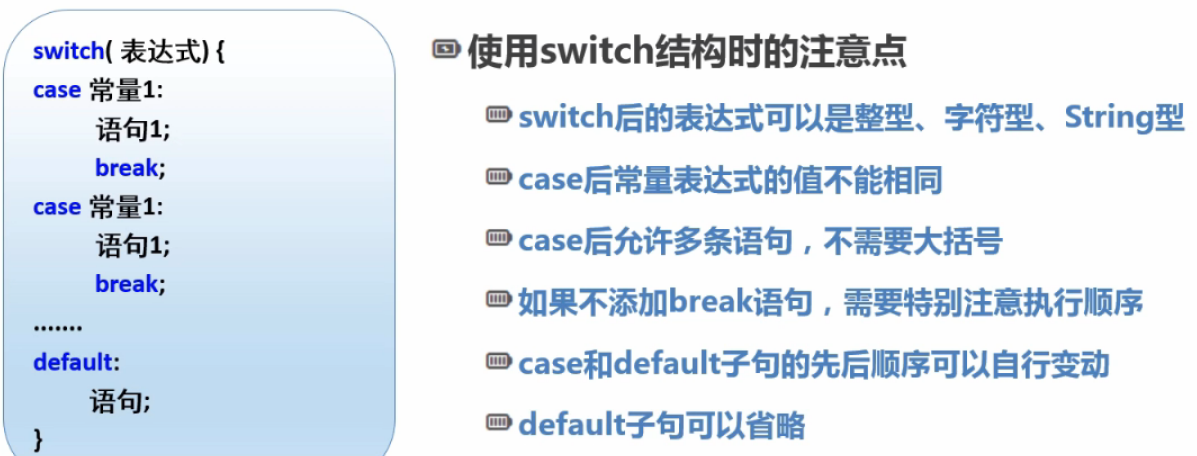 switch( 表达式) {
case 常量1:
语句1;
break;
case 常量1:
语句1;
break;
.......
default:
语句;
}
使用switch结构时的注意点
switch后的表达式可以是整型、字符型、String型
case后常量表达式的值不能相同
case后允许多条语句，不需要大括号
如果不添加break语句，需要特别注意执行顺序
case和default子句的先后顺序可以自行变动
default子句可以省略